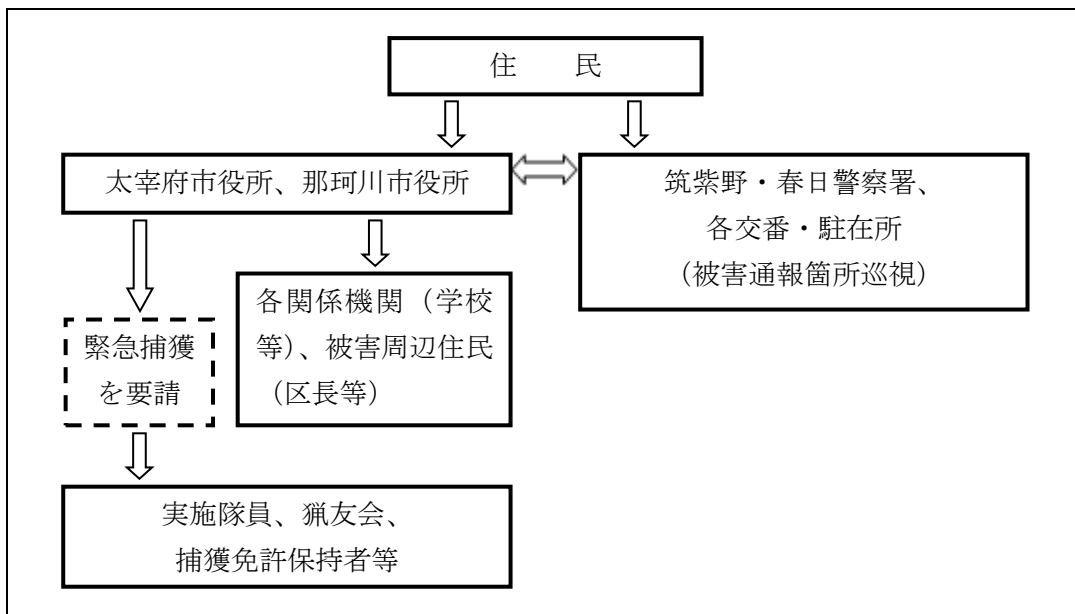 住　　民
太宰府市役所、那珂川市役所
筑紫野・春日警察署、
各交番・駐在所
（被害通報箇所巡視）
各関係機関（学校
等）、被害周辺住民
（区長等）
緊急捕獲
を要請
実施隊員、猟友会、
捕獲免許保持者等